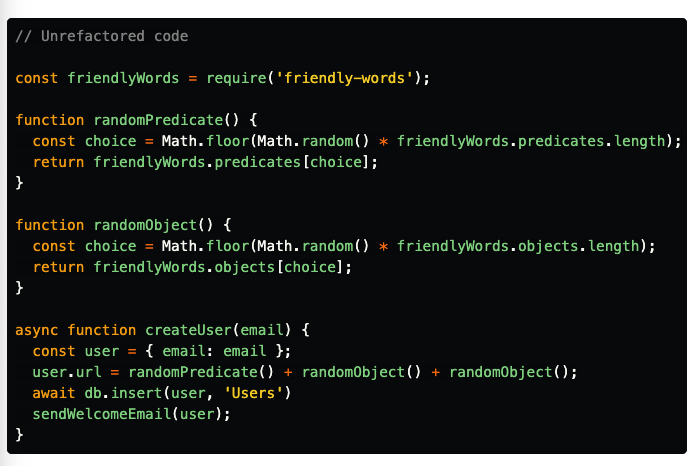 // Unrefactored code
const friendlyWords = require('friendly-words');
function randomPredicate() {
  const choice = Math.floor(Math.random() * friendlyWords.predicates.length);
  return friendlyWords.predicates[choice];
}
function randomObject() {
  const choice = Math.floor(Math.random() * friendlyWords.objects.length);
  return friendlyWords.objects[choice];
}
async function createUser(email) {
  const user = { email: email };
  user.url = randomPredicate() + randomObject() + randomObject();
  await db.insert(user, 'Users')
  sendWelcomeEmail(user);
}